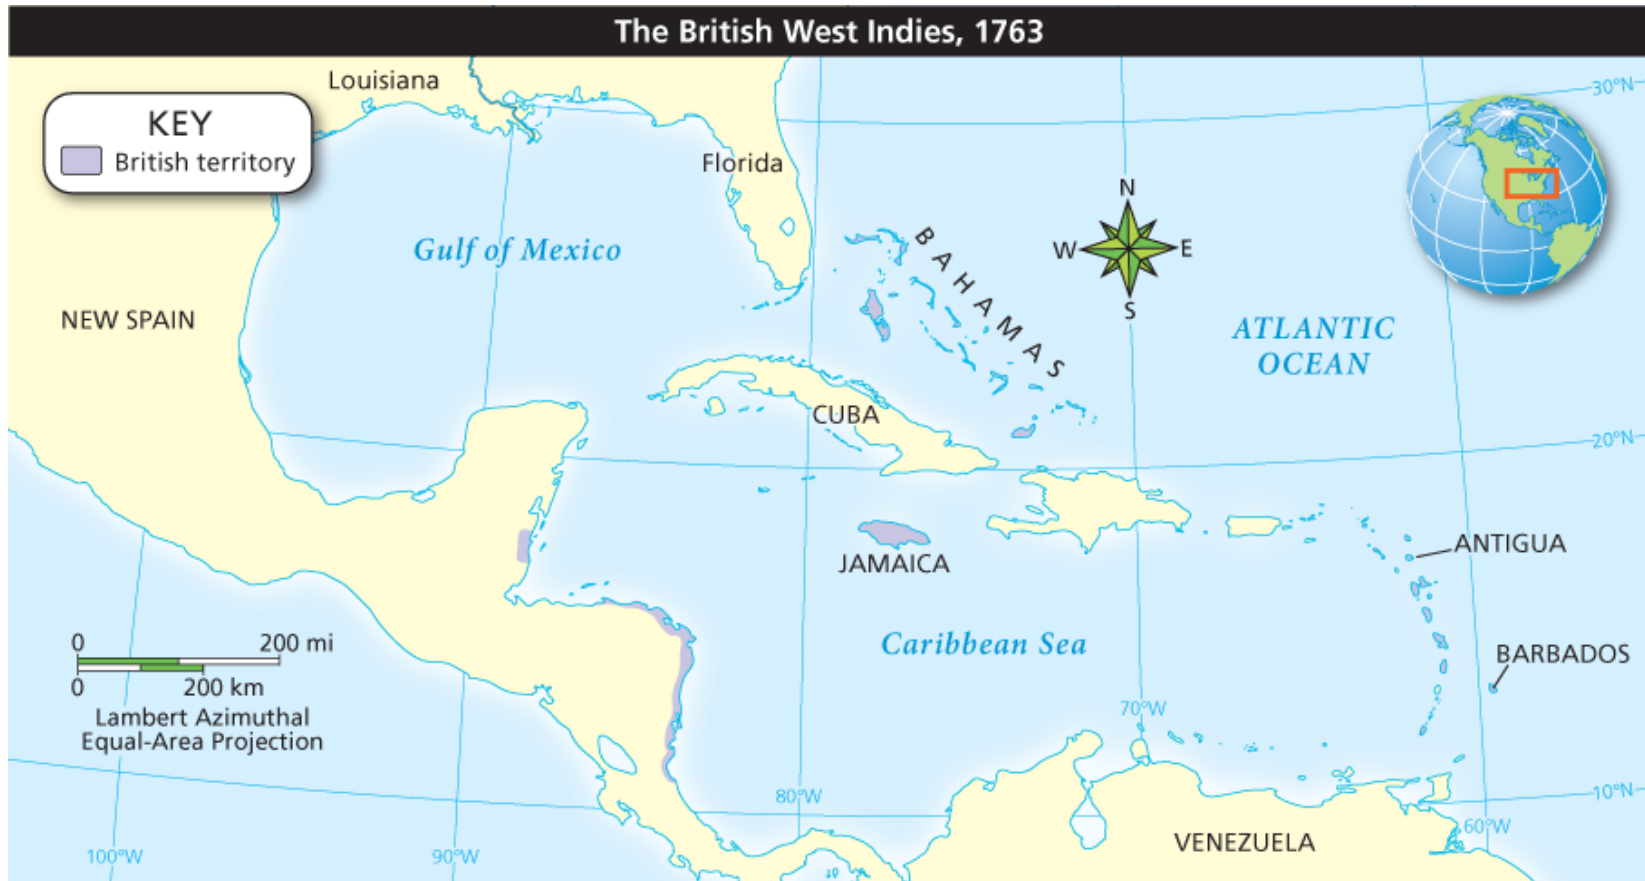 The British West Indies, 1763
Louisiana
KEY
British territory
Florida
30°N
N
W
E
S
Gulf of Mexico
BAHAMAS
NEW SPAIN
ATLANTIC
OCEAN
CUBA
20°N
ANTIGUA
JAMAICA
Caribbean Sea
BARBADOS
0 200 mi
0 200 km
Lambert Azimuthal
Equal-Area Projection
70°W
80°W
10°N
60°W
VENEZUELA
100°W
90°W